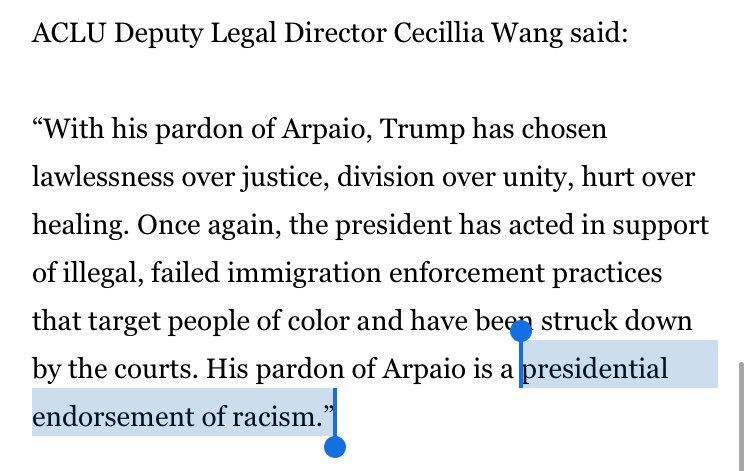 ACLU Deputy Legal Director Cecillia Wang said:
“With his pardon of Arpaio, Trump has chosen
lawlessness over justice, division over unity, hurt over
healing. Once again, the president has acted in support
of illegal, failed immigration enforcement practices
that target people of color and have been struck down
by the courts. His pardon of Arpaio is a presidential
endorsement of racism.”